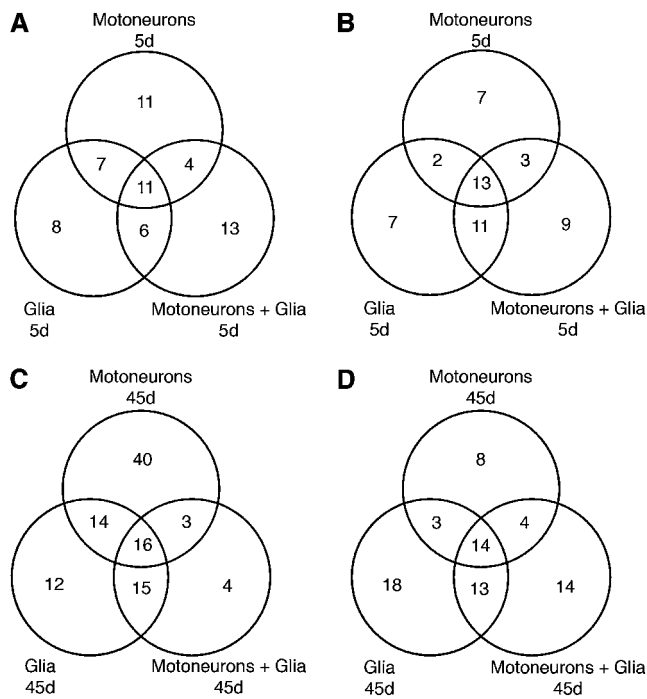 A
Motoneurons
5d
11
7
4
11
8
6
13
Glia
5d
Motoneurons + Glia
5d
B
Motoneurons
5d
7
2
3
13
7
11
9
Glia
5d
Motoneurons + Glia
5d
C
Motoneurons
45d
40
14
3
16
12
15
4
Glia
45d
Motoneurons + Glia
45d
D
Motoneurons
45d
8
3
4
14
18
13
14
Glia
45d
Motoneurons + Glia
45d